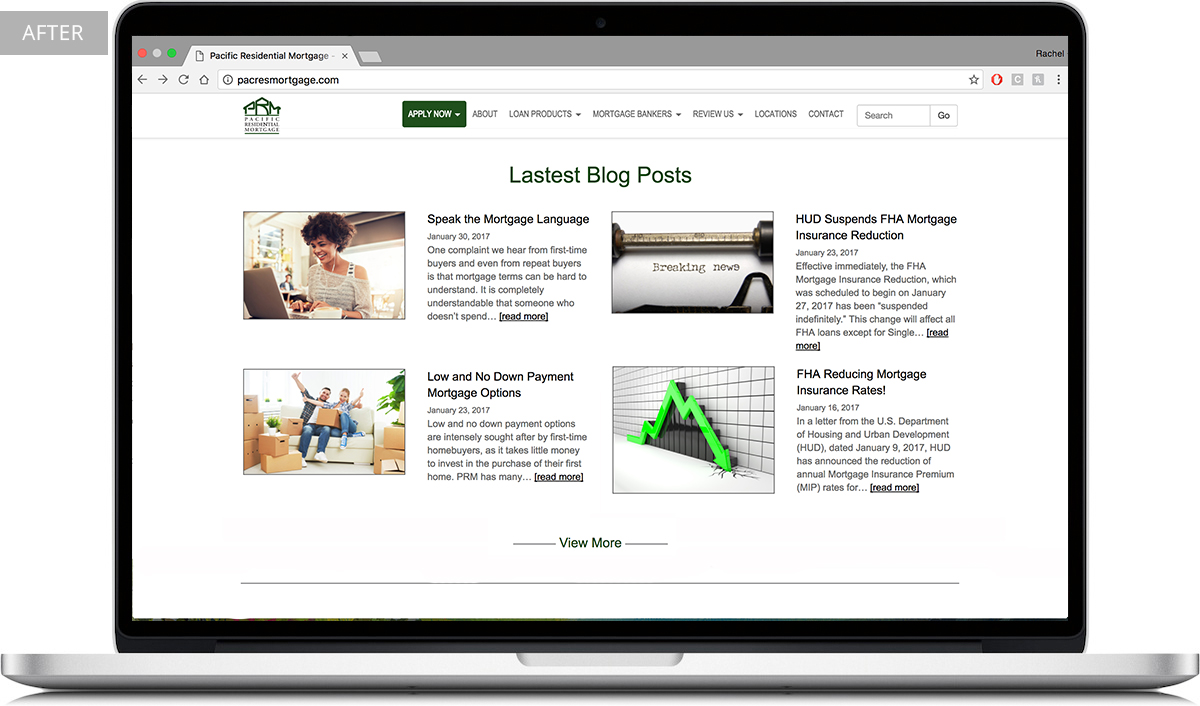 AFTER
Pacific Residential Mortgage -
Rachel
pacresmortgage.com
PRM
PACIFIC
RESIDENTIAL
MORTGAGE
APPLY NOW
ABOUT
LOAN PRODUCTS
MORTGAGE BANKERS
REVIEW US
LOCATIONS
CONTACT
Search
Go
Lastest Blog Posts
Speak the Mortgage Language
January 30, 2017
One complaint we hear from first-time
buyers and even from repeat buyers
is that mortgage terms can be hard to
understand. It is completely
understandable that someone who
doesn't spend… [read more]
Breaking news
HUD Suspends FHA Mortgage
Insurance Reduction
January 23, 2017
Effective immediately, the FHA
Mortgage Insurance Reduction, which
was scheduled to begin on January
27, 2017 has been "suspended
indefinitely." This change will affect all
FHA loans except for Single… [read
more]
Low and No Down Payment
Mortgage Options
January 23, 2017
Low and no down payment options
are intensely sought after by first-time
homebuyers, as it takes little money
to invest in the purchase of their first
home. PRM has many… [read more]
FHA Reducing Mortgage
Insurance Rates!
January 16, 2017
In a letter from the U.S. Department
of Housing and Urban Development
(HUD), dated January 9, 2017, HUD
has announced the reduction of
annual Mortgage Insurance Premium
(MIP) rates for… [read more]
View More